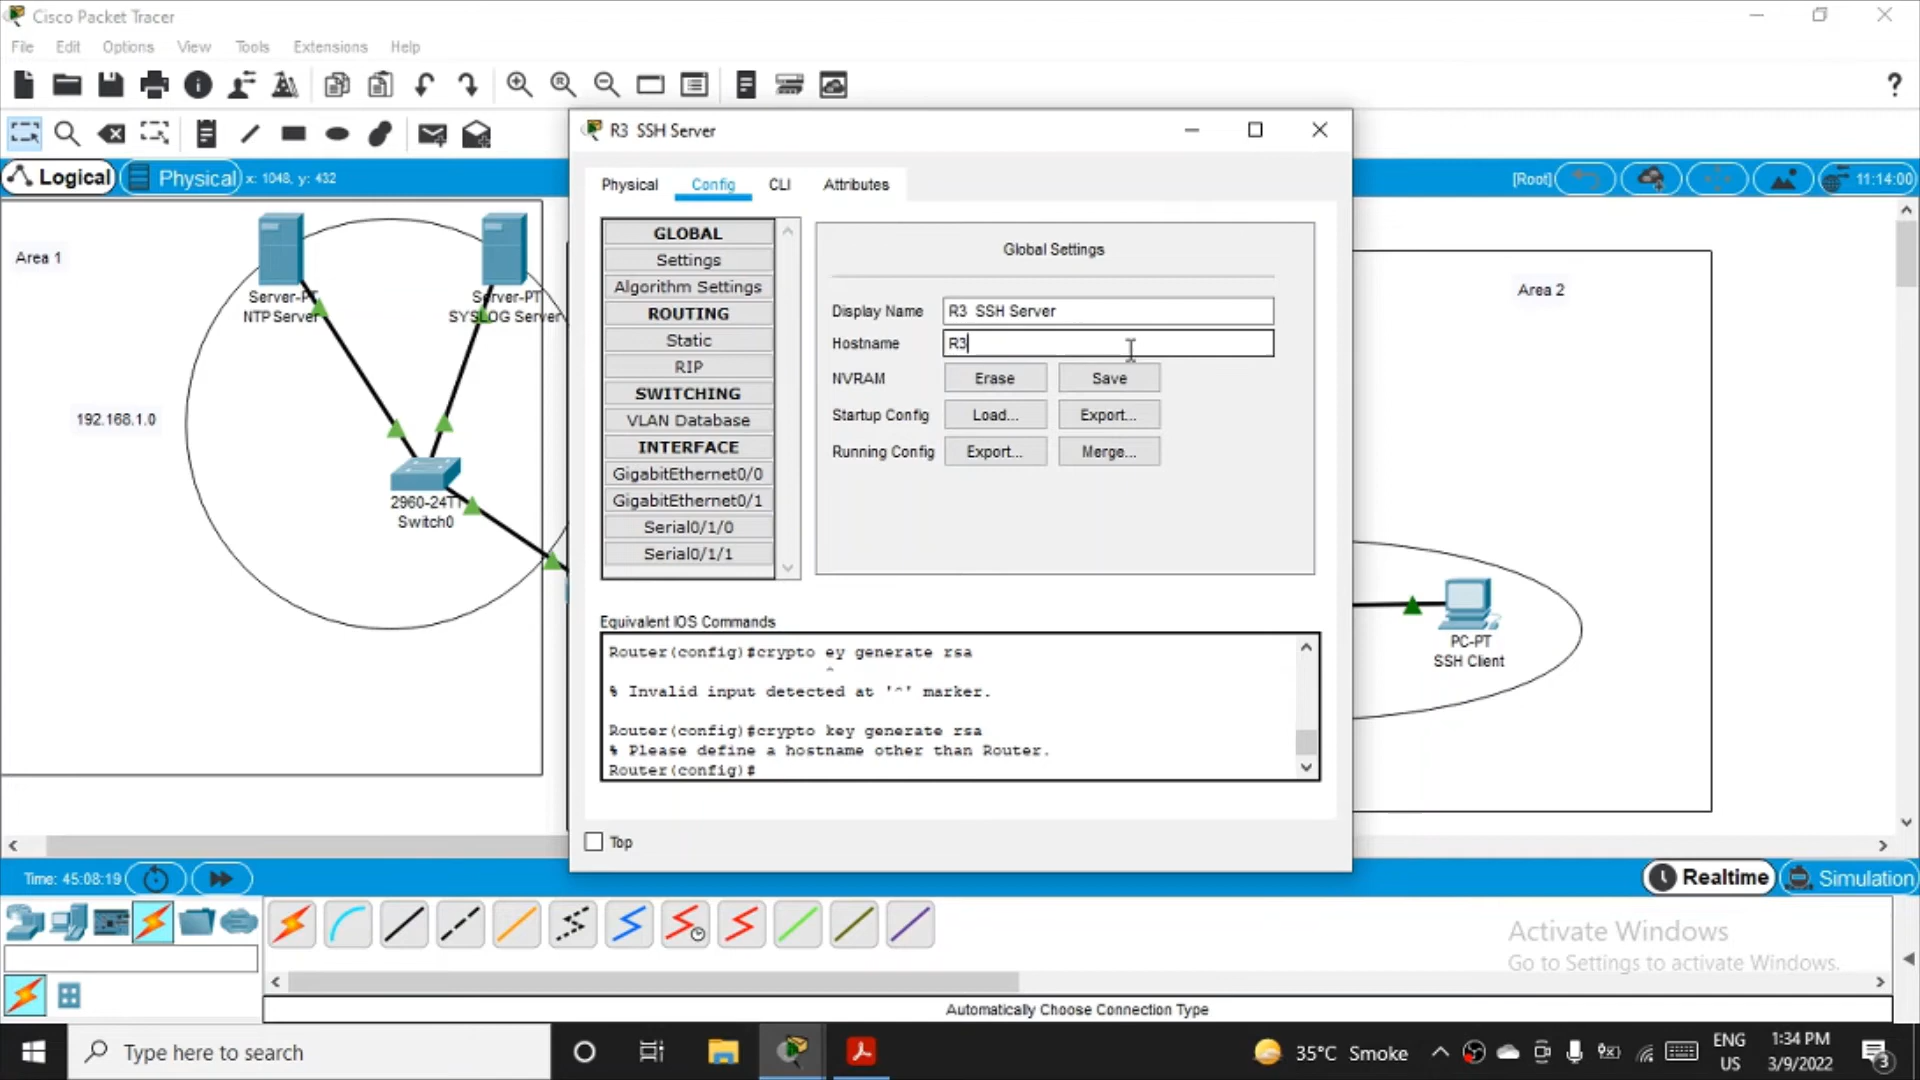 Cisco Packet Tracer
File Edit Options View Tools Extensions Help
?
Logical Physical x: 1048, y: 432 [Root] 11:14:00
Area 1
Server-PT
NTP Server
Server-PT
SYSLOG Server
192.168.1.0
2960-24TT
Switch0
R3 SSH Server
Physical Config CLI Attributes
GLOBAL
Settings
Algorithm Settings
ROUTING
Static
RIP
SWITCHING
VLAN Database
INTERFACE
GigabitEthernet0/0
GigabitEthernet0/1
Serial0/1/0
Serial0/1/1
Global Settings
Display Name R3 SSH Server
Hostname R3
NVRAM Erase Save
Startup Config Load... Export...
Running Config Export... Merge...
Equivalent IOS Commands
Router(config)#crypto ey generate rsa
^
% Invalid input detected at '^' marker.
Router(config)#crypto key generate rsa
% Please define a hostname other than Router.
Router(config)#
Top
Area 2
PC-PT
SSH Client
Time: 45:08:19 Realtime Simulation
Activate Windows
Go to Settings to activate Windows.
Automatically Choose Connection Type
Type here to search
35°C Smoke
ENG
US
1:34 PM
3/9/2022
3